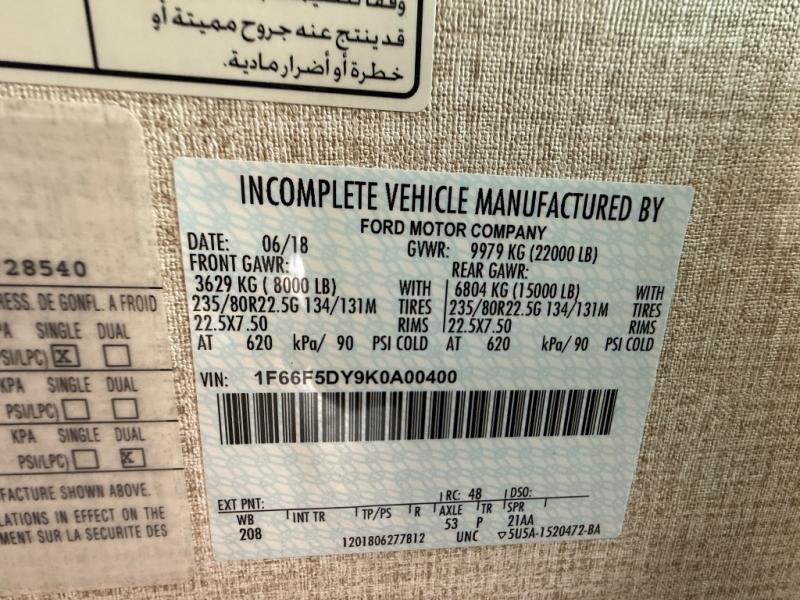 قد ينتج عنه جروح مميتة أو
خطرة أو أضرار مادية.
28540
RESS. DE GONFL. A FROID
PA SINGLE DUAL
PSI/LPC) X
KPA SINGLE DUAL
PSI/LPC)
KPA SINGLE DUAL
PSI/LPC) X
FACTURE SHOWN ABOVE.
LATIONS IN EFFECT ON THE
MENT SUR LA SECURITE DES
INCOMPLETE VEHICLE MANUFACTURED BY
FORD MOTOR COMPANY
DATE: 06/18 GVWR: 9979 KG (22000 LB)
FRONT GAWR: REAR GAWR:
3629 KG ( 8000 LB) WITH 6804 KG (15000 LB) WITH
235/80R22.5G 134/131M TIRES 235/80R22.5G 134/131M TIRES
22.5X7.50 RIMS 22.5X7.50 RIMS
AT 620 kPa/ 90 PSI COLD AT 620 kPa/ 90 PSI COLD
VIN: 1F66F5DY9K0A00400
EXT PNT: RC: 48 DSO:
WB INT TR TP/PS R AXLE TR SPR
208 53 P 21AA
1201806277812 UNC ▽5U5A-1520472-BA